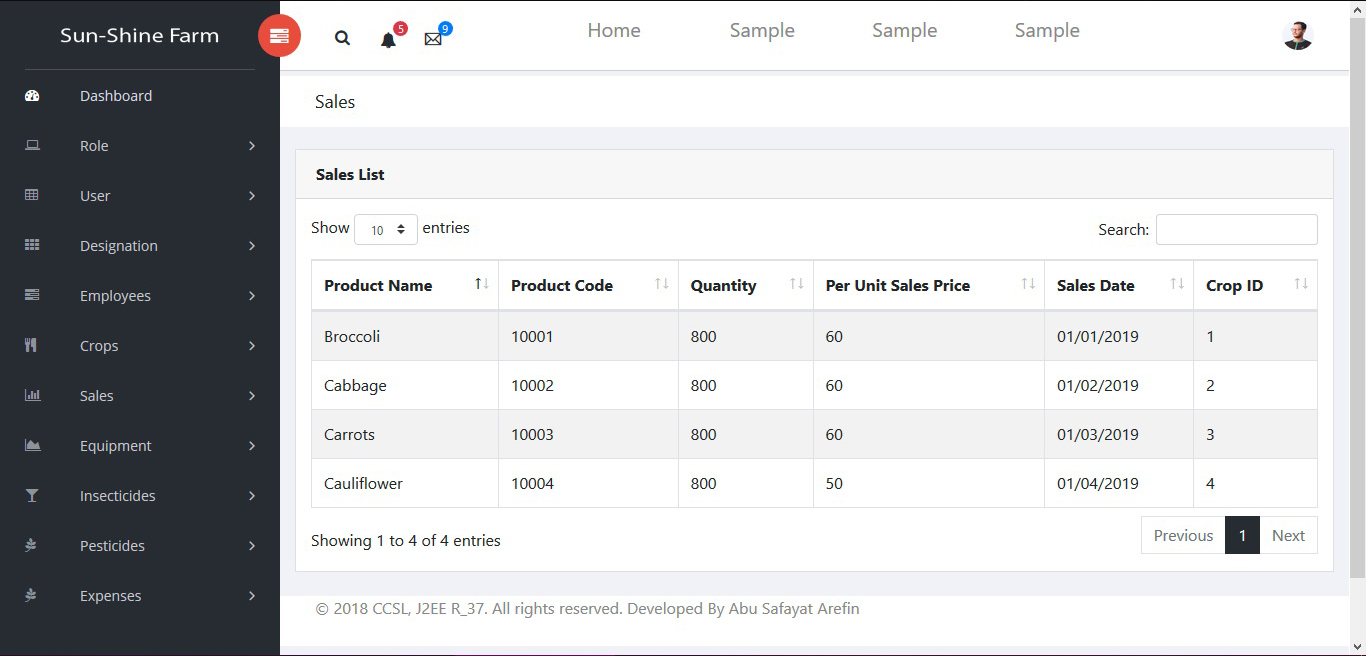 Sun-Shine Farm
5
9
Home Sample Sample Sample
Dashboard
Role
User
Designation
Employees
Crops
Sales
Equipment
Insecticides
Pesticides
Expenses
Sales
Sales List
Show 10 entries Search:
Product Name Product Code Quantity Per Unit Sales Price Sales Date Crop ID
Broccoli 10001 800 60 01/01/2019 1
Cabbage 10002 800 60 01/02/2019 2
Carrots 10003 800 60 01/03/2019 3
Cauliflower 10004 800 50 01/04/2019 4
Showing 1 to 4 of 4 entries Previous 1 Next
© 2018 CCSL, J2EE R_37. All rights reserved. Developed By Abu Safayat Arefin